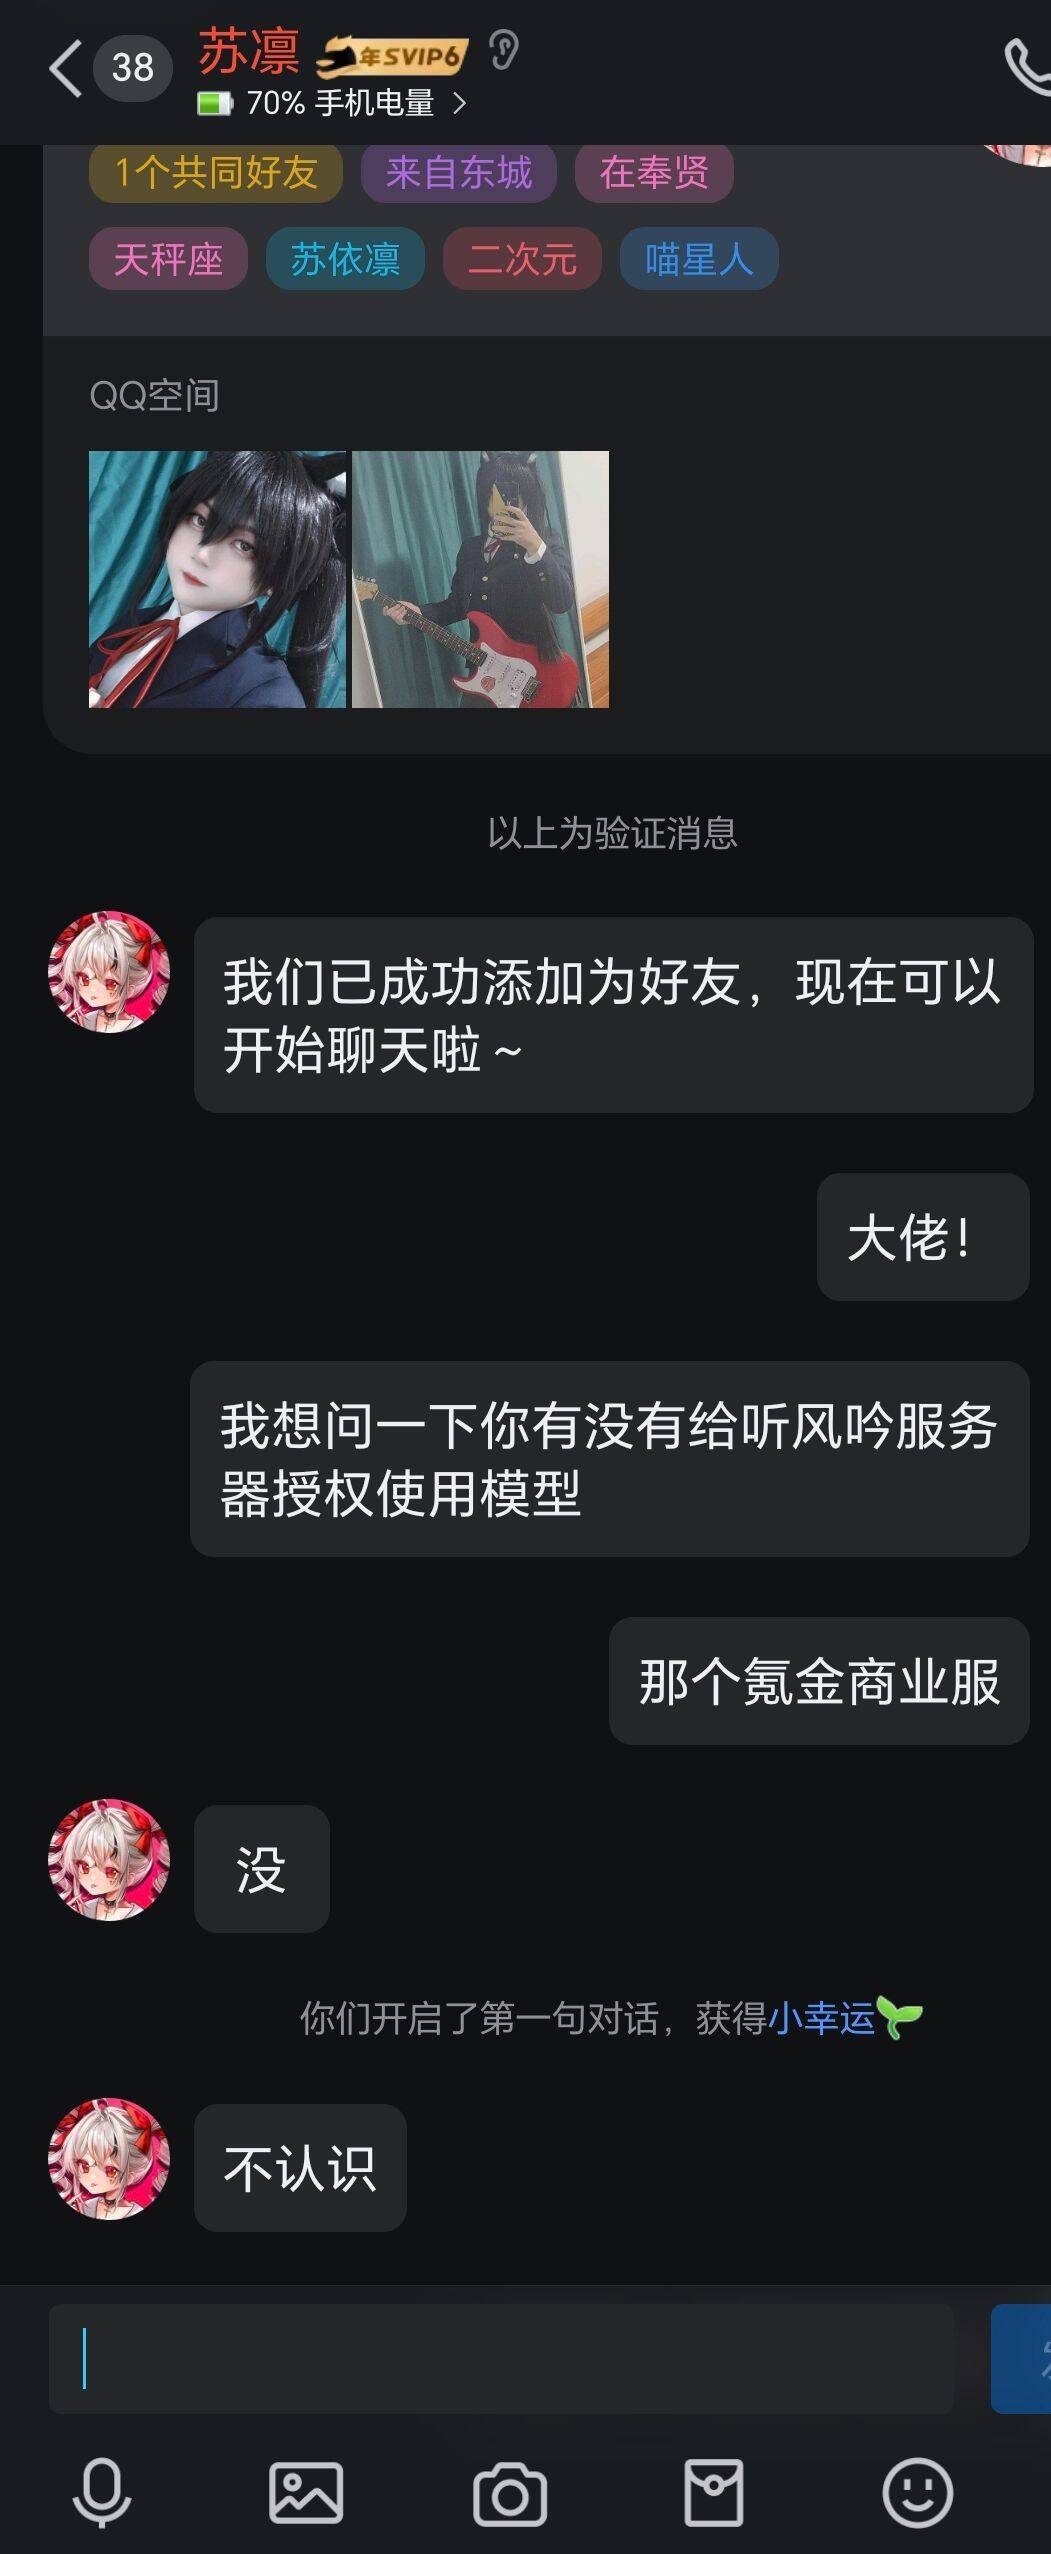 38
苏凛
年SVIP6
70% 手机电量
1个共同好友 来自东城 在奉贤
天秤座 苏依凛 二次元 喵星人
QQ空间
以上为验证消息
我们已成功添加为好友，现在可以
开始聊天啦～
大佬！
我想问一下你有没有给听风吟服务
器授权使用模型
那个氪金商业服
没
你们开启了第一句对话，获得小幸运
不认识